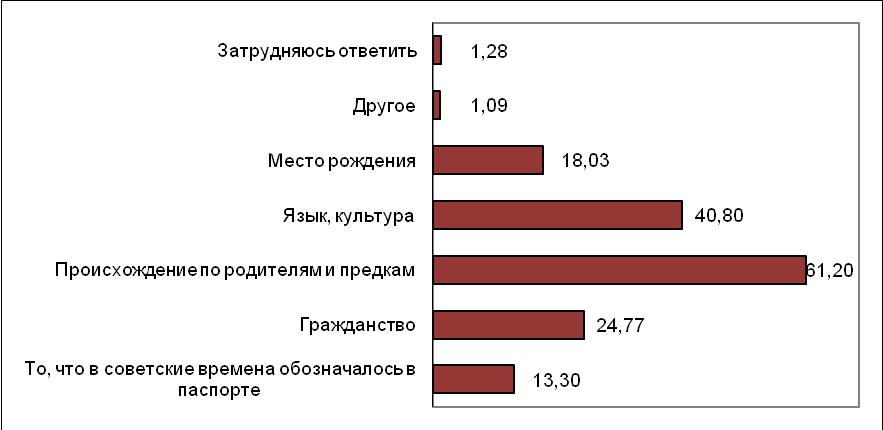 Затрудняюсь ответить 1,28
Другое 1,09
Место рождения 18,03
Язык, культура 40,80
Происхождение по родителям и предкам 61,20
Гражданство 24,77
То, что в советские времена обозначалось в
паспорте 13,30